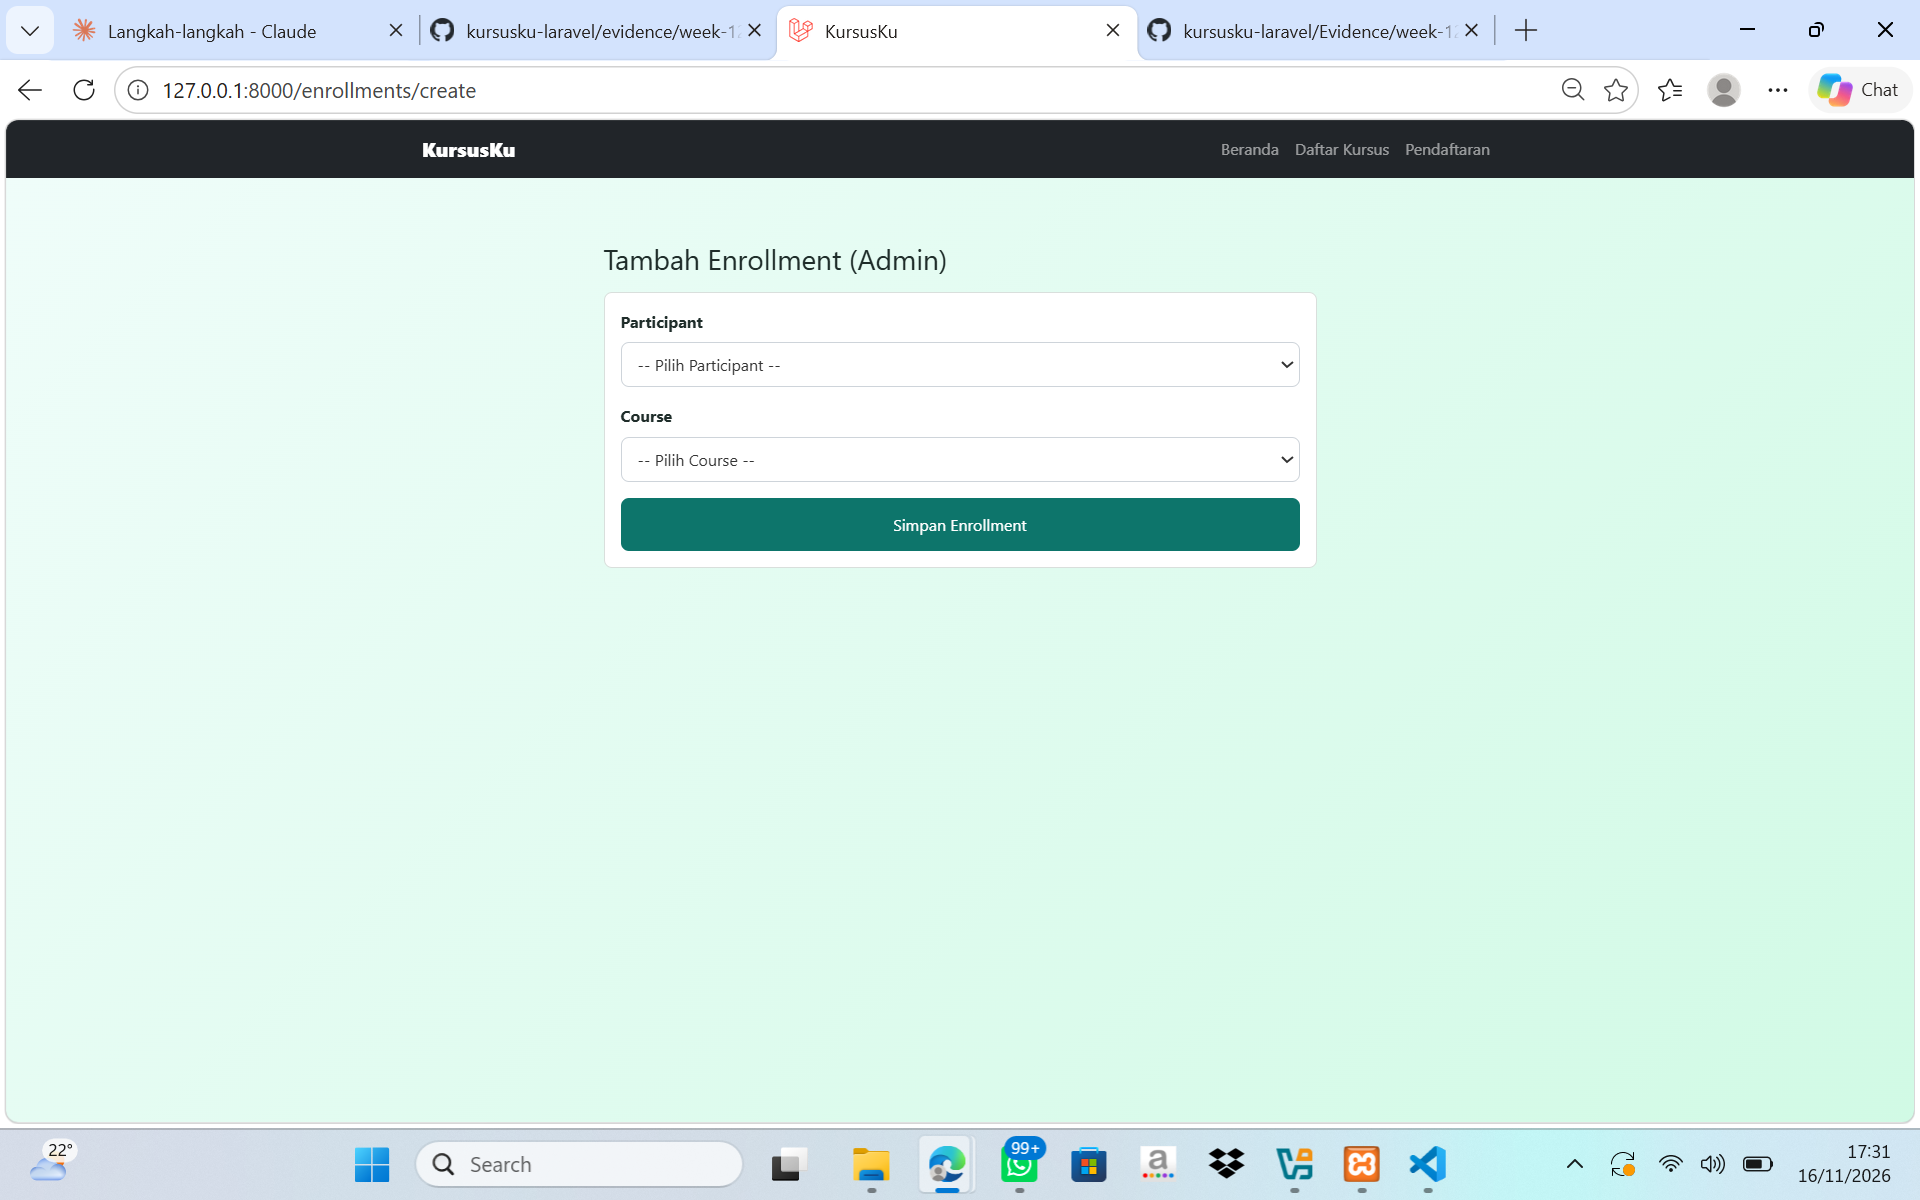 Langkah-langkah - Claude
kursusku-laravel/evidence/week-12
KursusKu
kursusku-laravel/Evidence/week-12
127.0.0.1:8000/enrollments/create
Chat
KursusKu
Beranda
Daftar Kursus
Pendaftaran
Tambah Enrollment (Admin)
Participant
-- Pilih Participant --
Course
-- Pilih Course --
Simpan Enrollment
22°
Search
99+
a
17:31
16/11/2026